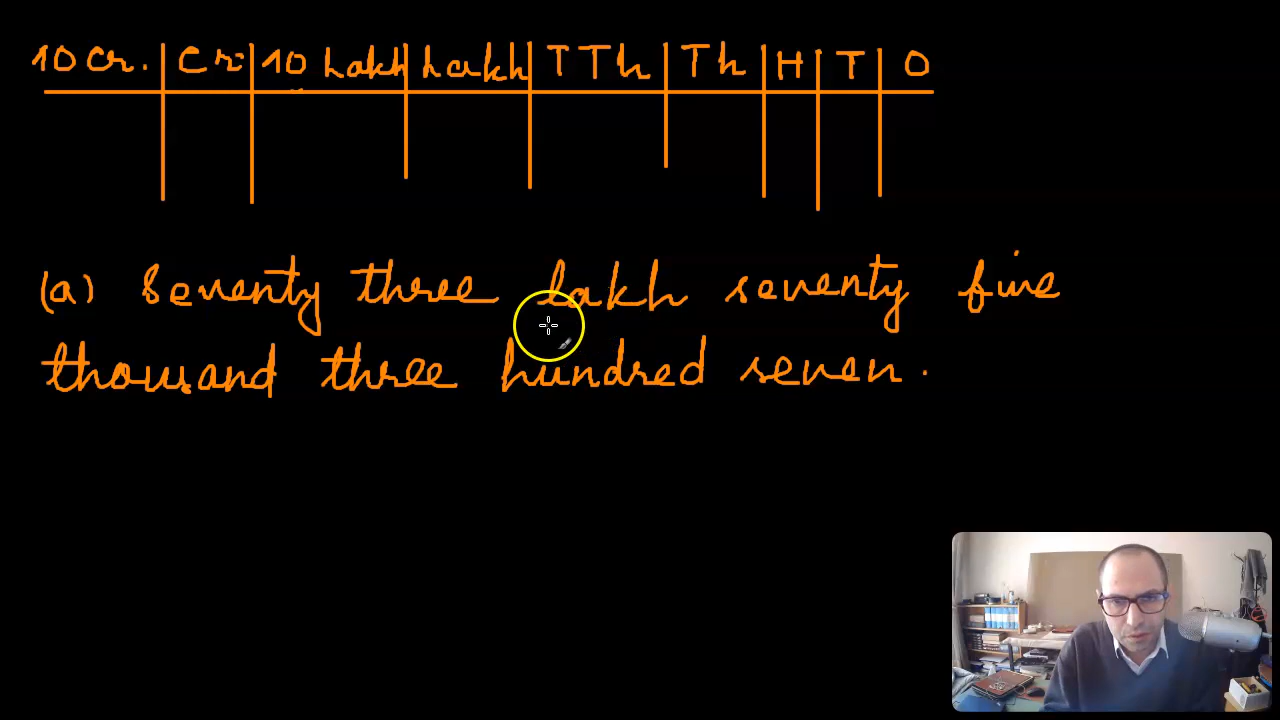 10 Cr. Cr. 10 Lakh Lakh T Th Th H T O
(a) Seventy three lakh seventy five
thousand three hundred seven.